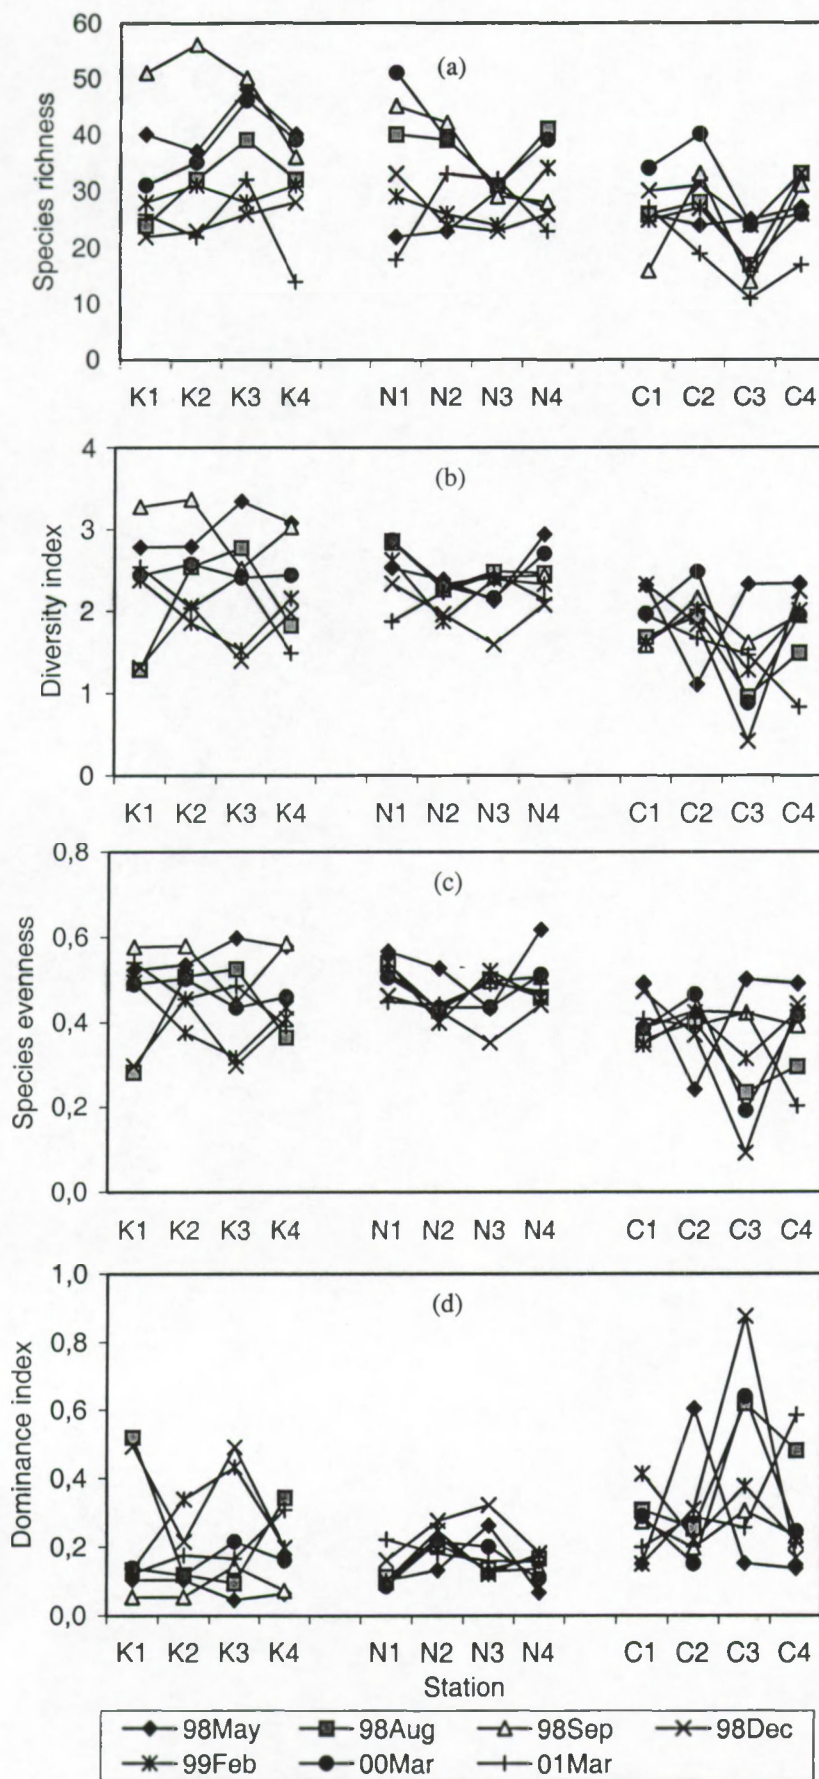 60
(a)
50
40
30
20
10
0
Species richness
K1 K2 K3 K4 N1 N2 N3 N4 C1 C2 C3 C4
4
(b)
3
2
1
0
Diversity index
K1 K2 K3 K4 N1 N2 N3 N4 C1 C2 C3 C4
0,8
(c)
0,6
0,4
0,2
0,0
Species evenness
K1 K2 K3 K4 N1 N2 N3 N4 C1 C2 C3 C4
1,0
(d)
0,8
0,6
0,4
0,2
0,0
Dominance index
K1 K2 K3 K4 N1 N2 N3 N4 C1 C2 C3 C4
Station
98May 98Aug 98Sep 98Dec
99Feb 00Mar 01Mar